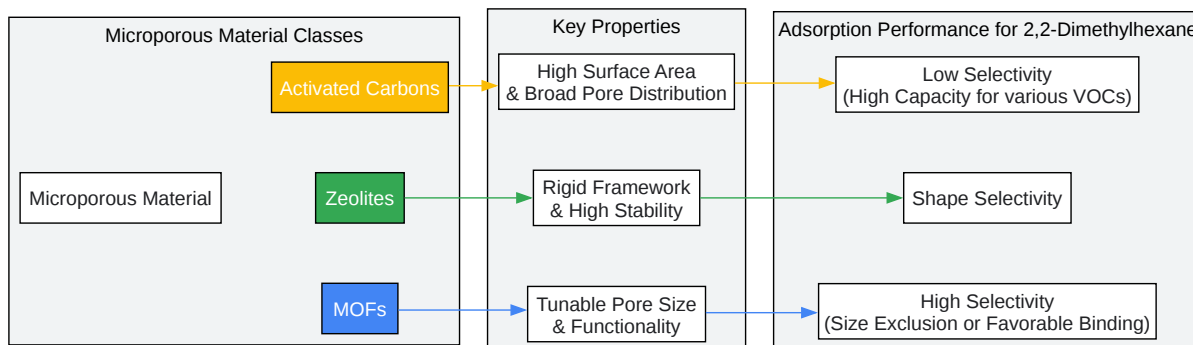 Microporous Material Classes
Key Properties
Adsorption Performance for 2,2-Dimethylhexane
Activated Carbons
High Surface Area
& Broad Pore Distribution
Low Selectivity
(High Capacity for various VOCs)
Microporous Material
Zeolites
Rigid Framework
& High Stability
Shape Selectivity
MOFs
Tunable Pore Size
& Functionality
High Selectivity
(Size Exclusion or Favorable Binding)